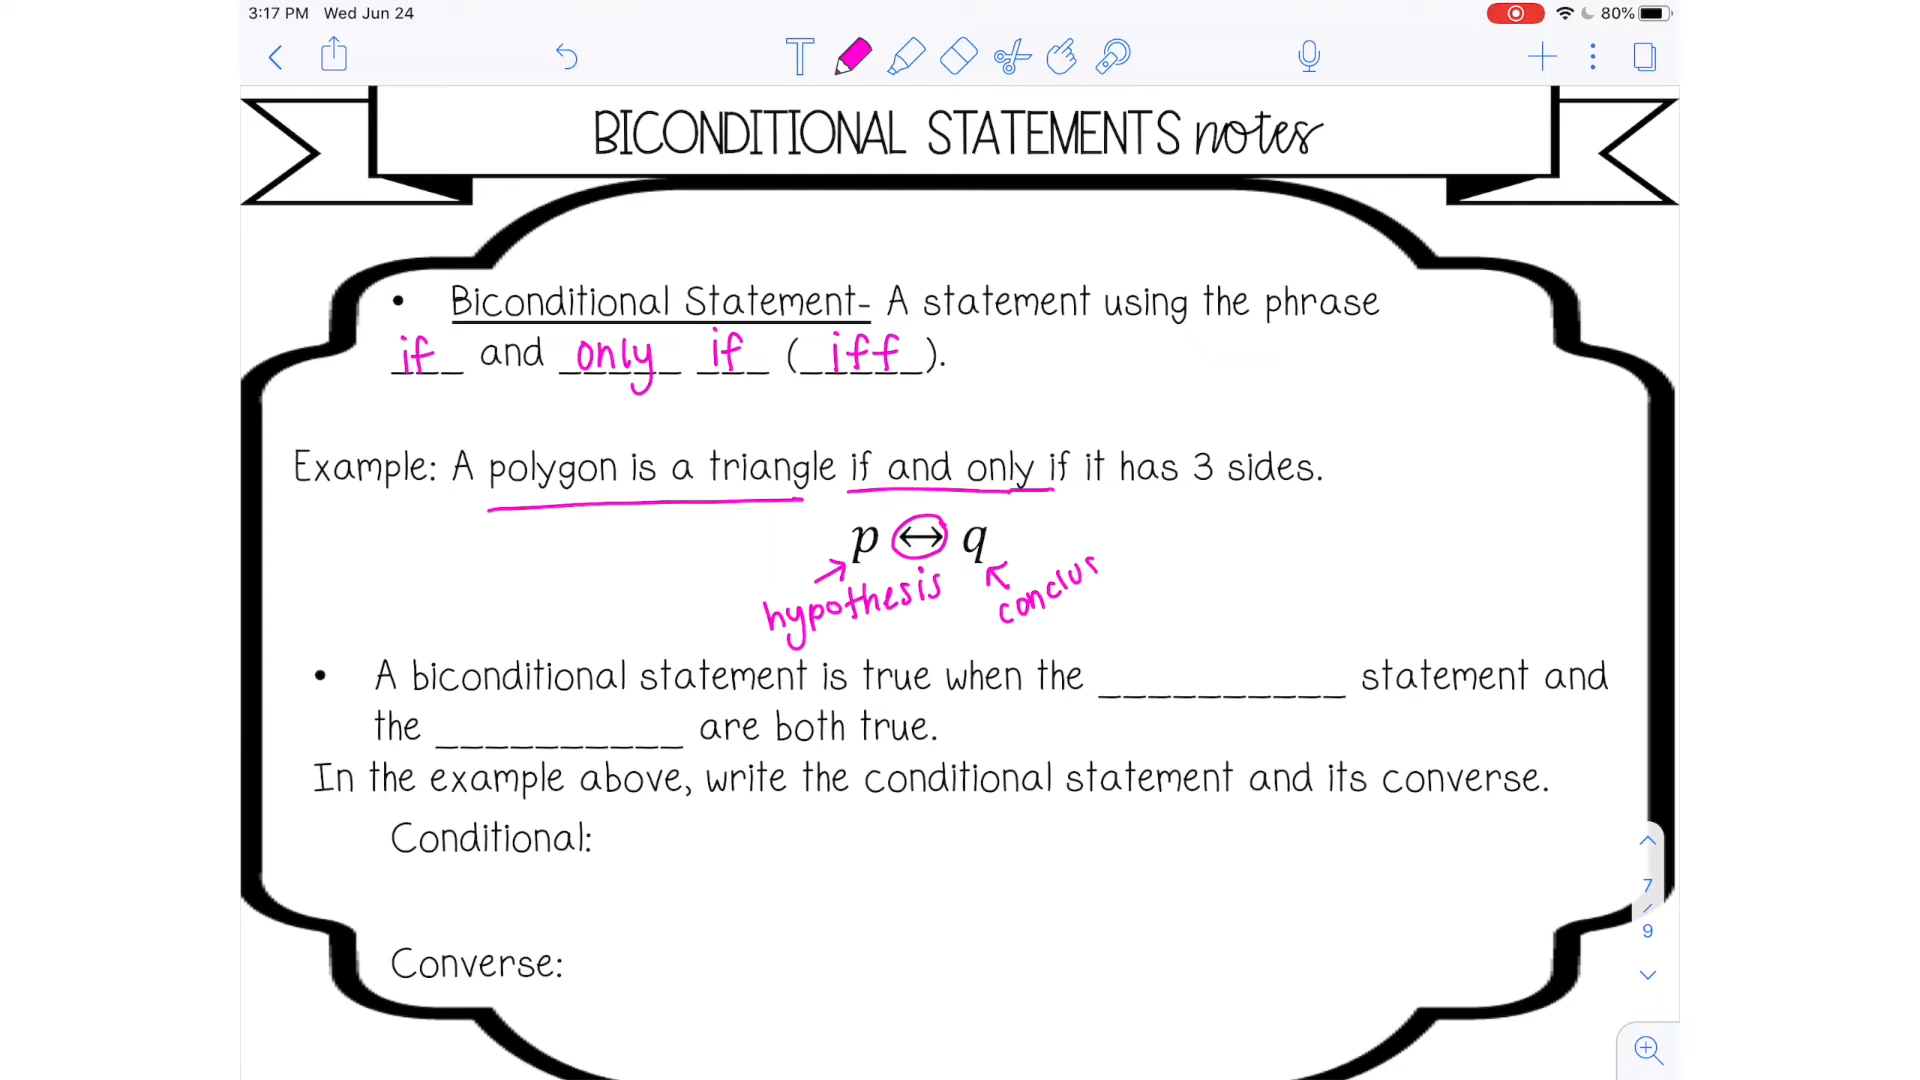 3:17 PM Wed Jun 24
80%
T
BICONDITIONAL STATEMENTS notes
• Biconditional Statement- A statement using the phrase
if and only if (iff).
Example: A polygon is a triangle if and only if it has 3 sides.
p ↔ q
hypothesis conclus
• A biconditional statement is true when the __________ statement and
the __________ are both true.
In the example above, write the conditional statement and its converse.
Conditional:
Converse:
7
/
9